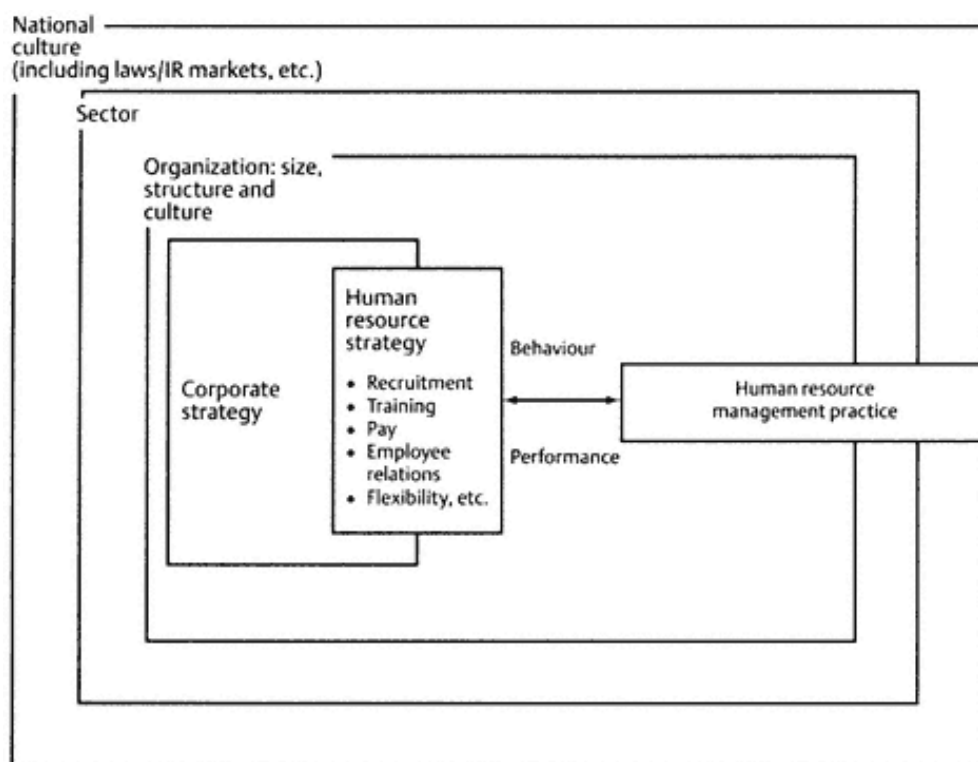 National
culture
(including laws/IR markets, etc.)
Sector
Organization: size,
structure and
culture
Corporate
strategy
Human
resource
strategy
• Recruitment
• Training
• Pay
• Employee
relations
• Flexibility, etc.
Behaviour
Performance
Human resource
management practice